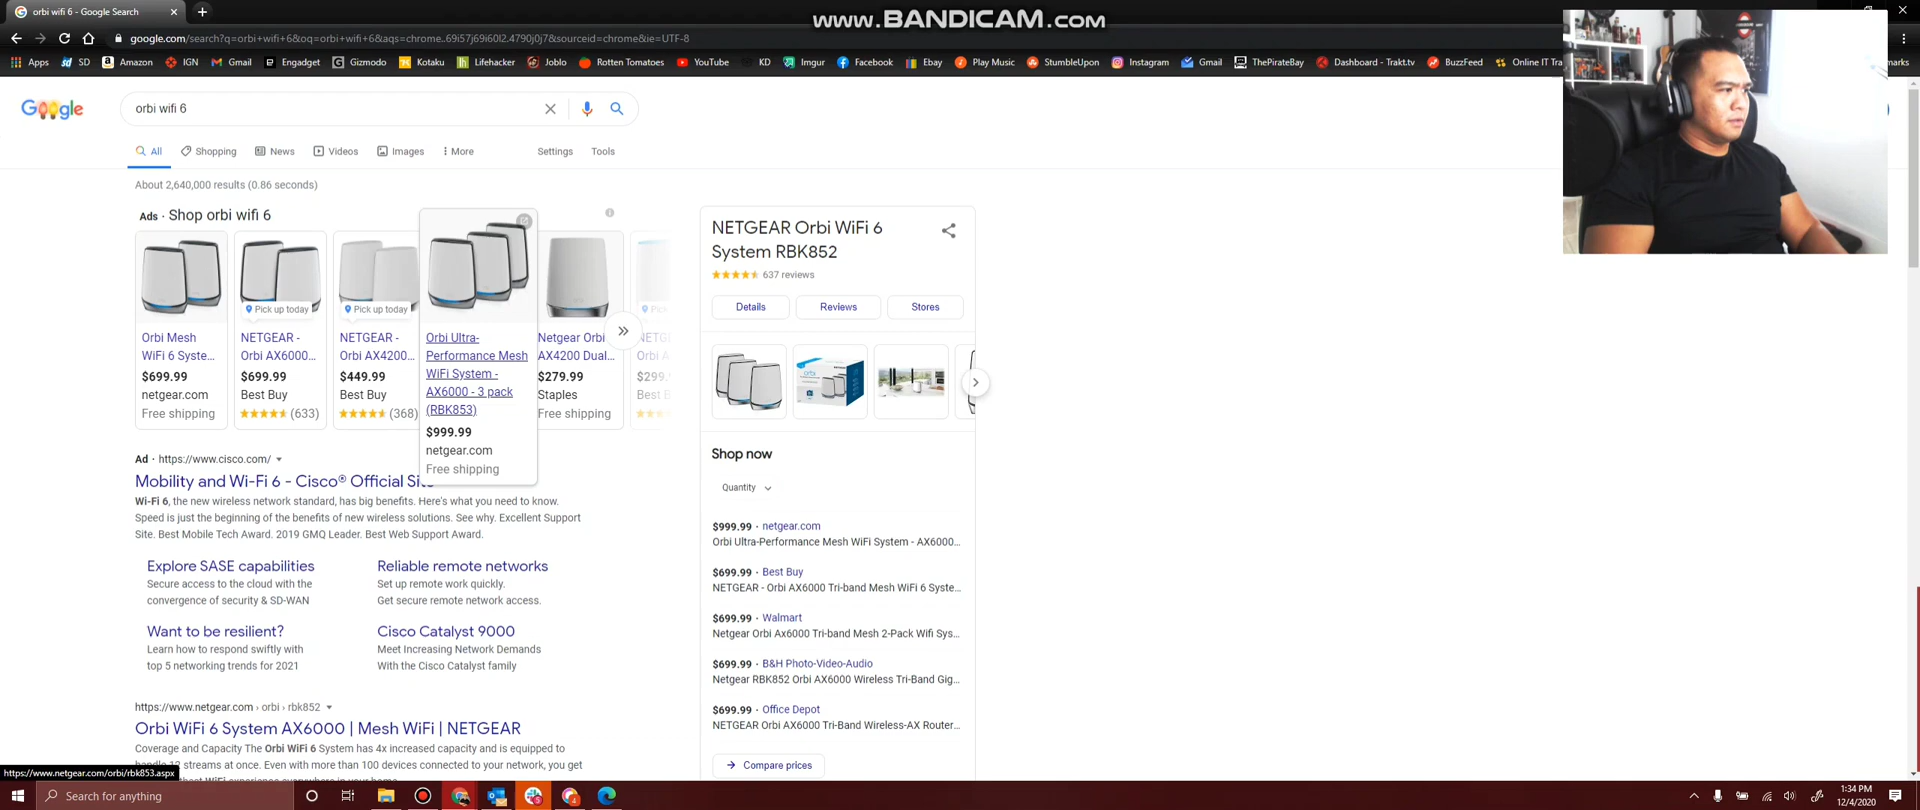 orbi wifi 6 - Google Search
www.BANDICAM.com
google.com/search?q=orbi+wifi+6&oq=orbi+wifi+6&aqs=chrome..69i57j69i60l2.4790j0j7&sourceid=chrome&ie=UTF-8
Apps SD Amazon IGN Gmail Engadget Gizmodo Kotaku Lifehacker Joblo Rotten Tomatoes YouTube KD Imgur Facebook Ebay Play Music StumbleUpon Instagram Gmail ThePirateBay Dashboard - Trakt.tv BuzzFeed Online IT Tra
Google
orbi wifi 6
All Shopping News Videos Images More Settings Tools
About 2,640,000 results (0.86 seconds)
Ads · Shop orbi wifi 6
Orbi Mesh
WiFi 6 Syste...
$699.99
netgear.com
Free shipping
Pick up today
NETGEAR -
Orbi AX6000...
$699.99
Best Buy
(633)
Pick up today
NETGEAR -
Orbi AX4200...
$449.99
Best Buy
(368)
Orbi Ultra-
Performance Mesh
WiFi System -
AX6000 - 3 pack
(RBK853)
$999.99
netgear.com
Free shipping
Netgear Orbi
AX4200 Dual...
$279.99
Staples
Free shipping
Orbi A
$299.
Best B
Ad · https://www.cisco.com/
Mobility and Wi-Fi 6 - Cisco® Official Site
Wi-Fi 6, the new wireless network standard, has big benefits. Here's what you need to know.
Speed is just the beginning of the benefits of new wireless solutions. See why. Excellent Support
Site. Best Mobile Tech Award. 2019 GMQ Leader. Best Web Support Award.
Explore SASE capabilities
Secure access to the cloud with the
convergence of security & SD-WAN
Reliable remote networks
Set up remote work quickly.
Get secure remote network access.
Want to be resilient?
Learn how to respond swiftly with
top 5 networking trends for 2021
Cisco Catalyst 9000
Meet Increasing Network Demands
With the Cisco Catalyst family
https://www.netgear.com › orbi › rbk852
Orbi WiFi 6 System AX6000 | Mesh WiFi | NETGEAR
Coverage and Capacity The Orbi WiFi 6 System has 4x increased capacity and is equipped to
handle 12 streams at once. Even with more than 100 devices connected to your network, you get
NETGEAR Orbi WiFi 6
System RBK852
637 reviews
Details Reviews Stores
Shop now
Quantity
$999.99 · netgear.com
Orbi Ultra-Performance Mesh WiFi System - AX6000...
$699.99 · Best Buy
NETGEAR - Orbi AX6000 Tri-band Mesh WiFi 6 Syste...
$699.99 · Walmart
Netgear Orbi Ax6000 Tri-band Mesh 2-Pack Wifi Sys...
$699.99 · B&H Photo-Video-Audio
Netgear RBK852 Orbi AX6000 Wireless Tri-Band Gig...
$699.99 · Office Depot
NETGEAR Orbi AX6000 Tri-Band Wireless-AX Router...
Compare prices
https://www.netgear.com/orbi/rbk853.aspx
Search for anything
1:34 PM
12/4/2020